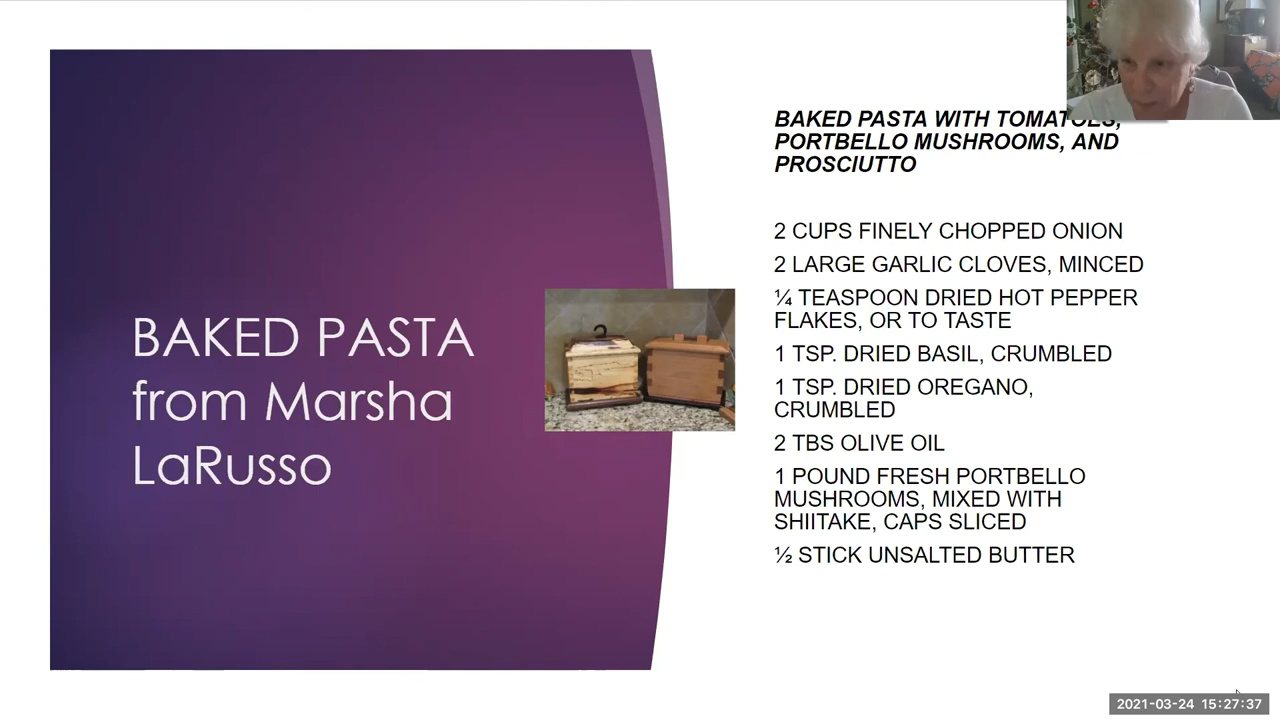 BAKED PASTA
from Marsha
LaRusso
BAKED PASTA WITH TOMATOES,
PORTBELLO MUSHROOMS, AND
PROSCIUTTO
2 CUPS FINELY CHOPPED ONION
2 LARGE GARLIC CLOVES, MINCED
¼ TEASPOON DRIED HOT PEPPER
FLAKES, OR TO TASTE
1 TSP. DRIED BASIL, CRUMBLED
1 TSP. DRIED OREGANO,
CRUMBLED
2 TBS OLIVE OIL
1 POUND FRESH PORTBELLO
MUSHROOMS, MIXED WITH
SHIITAKE, CAPS SLICED
½ STICK UNSALTED BUTTER
2021-03-24 15:27:37